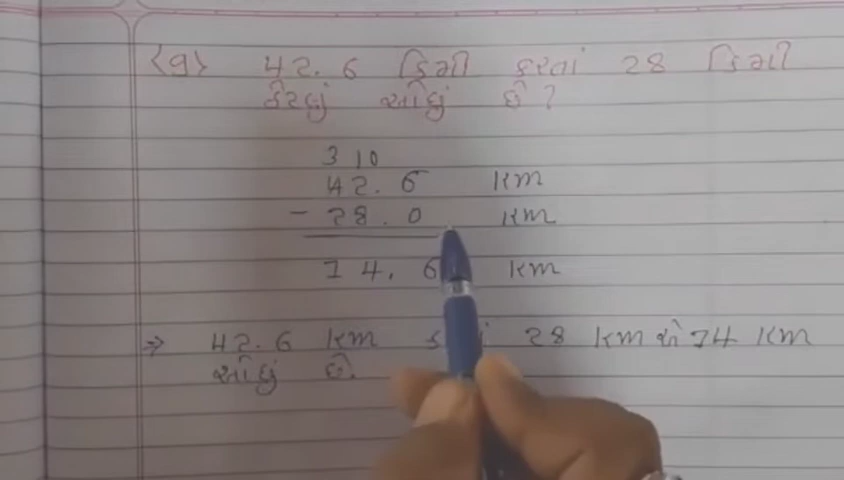 <૧> 42.6 કિમી કરતાં 28 કિમી
કેટલું ઓછું છે ?
3 10
42.6 km
- 28.0 km
14.6 km
⇒ 42.6 km 28 km એ 14 km
ઓછું છે.